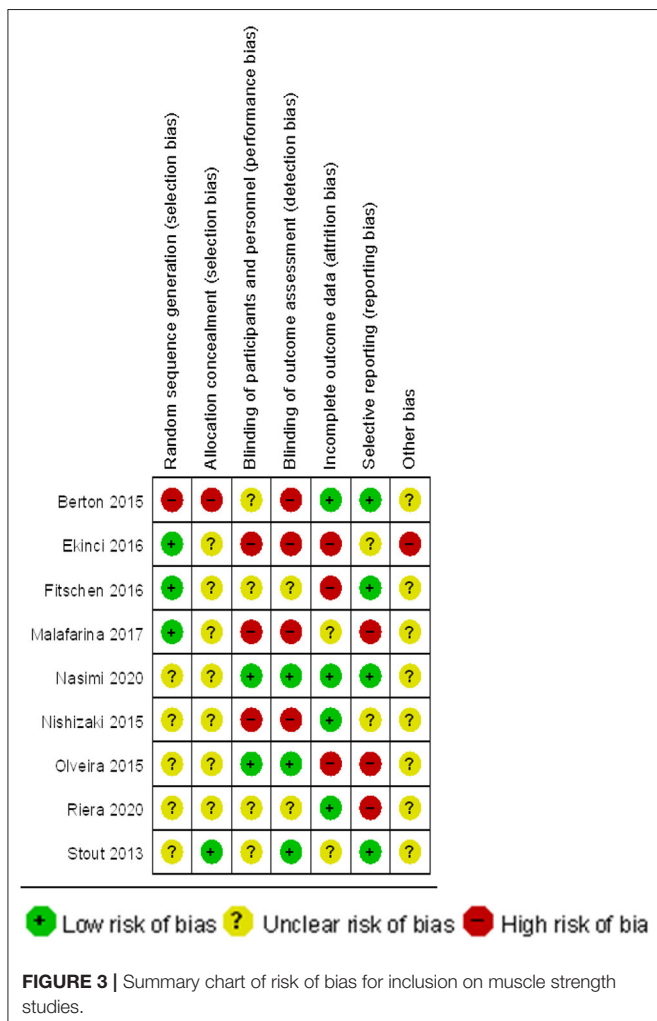 Random sequence generation (selection bias)
Allocation concealment (selection bias)
Blinding of participants and personnel (performance bias)
Blinding of outcome assessment (detection bias)
Incomplete outcome data (attrition bias)
Selective reporting (reporting bias)
Other bias
Berton 2015 - - ? - + + ?
Ekinci 2016 + ? - - - ? -
Fitschen 2016 + ? ? ? - + ?
Malafarina 2017 + ? - - ? - ?
Nasimi 2020 ? ? + + + + ?
Nishizaki 2015 ? ? - - + ? ?
Olveira 2015 ? ? + + - - ?
Riera 2020 ? ? ? ? + - ?
Stout 2013 ? + ? + ? + ?
+ Low risk of bias ? Unclear risk of bias - High risk of bia
FIGURE 3 | Summary chart of risk of bias for inclusion on muscle strength
studies.